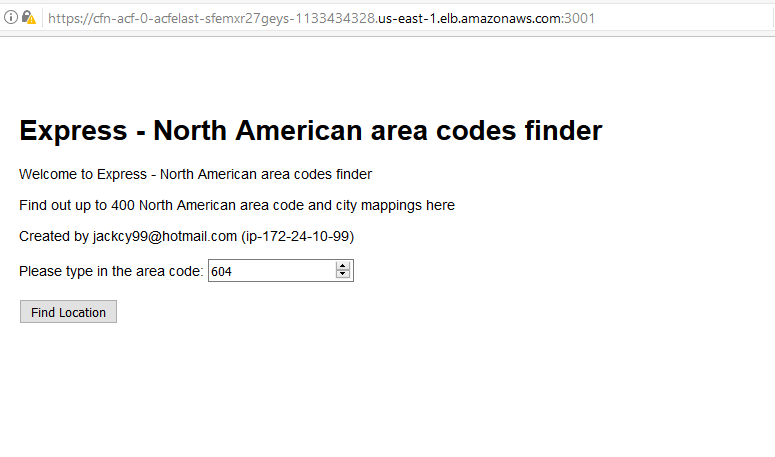 https://cfn-acf-0-acfelast-sfemxr27geys-1133434328.us-east-1.elb.amazonaws.com:3001
Express - North American area codes finder
Welcome to Express - North American area codes finder
Find out up to 400 North American area code and city mappings here
Created by jackcy99@hotmail.com (ip-172-24-10-99)
Please type in the area code: 604
Find Location